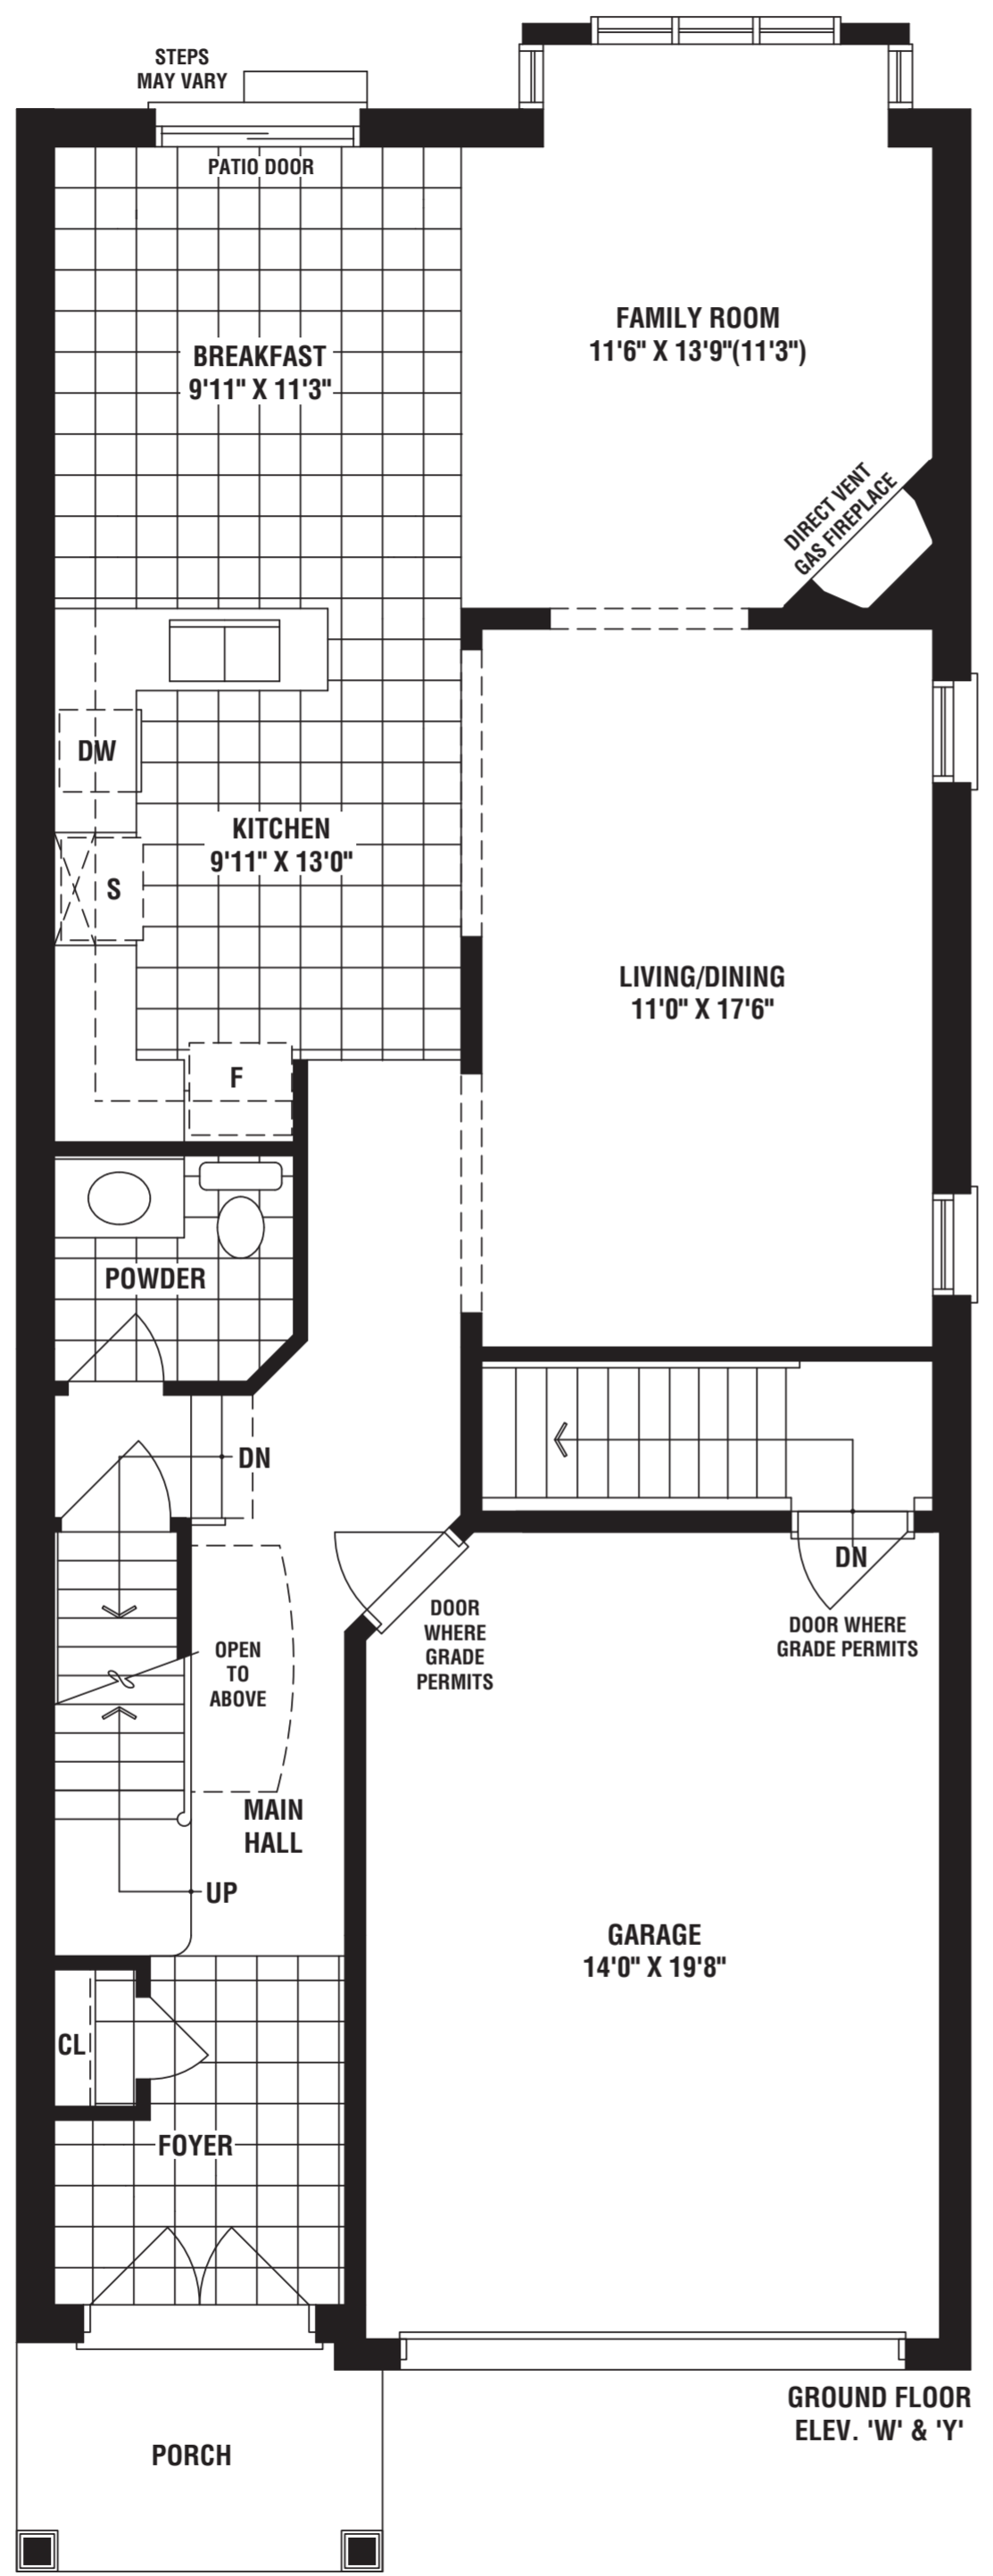 STEPS
MAY VARY
PATIO DOOR
FAMILY ROOM
11'6" X 13'9"(11'3")
BREAKFAST
9'11" X 11'3"
DIRECT VENT
GAS FIREPLACE
DW
KITCHEN
9'11" X 13'0"
S
LIVING/DINING
11'0" X 17'6"
F
POWDER
DN
DN
DOOR
WHERE
GRADE
PERMITS
DOOR WHERE
GRADE PERMITS
OPEN
TO
ABOVE
MAIN
HALL
UP
GARAGE
14'0" X 19'8"
CL
FOYER
GROUND FLOOR
ELEV. 'W' & 'Y'
PORCH